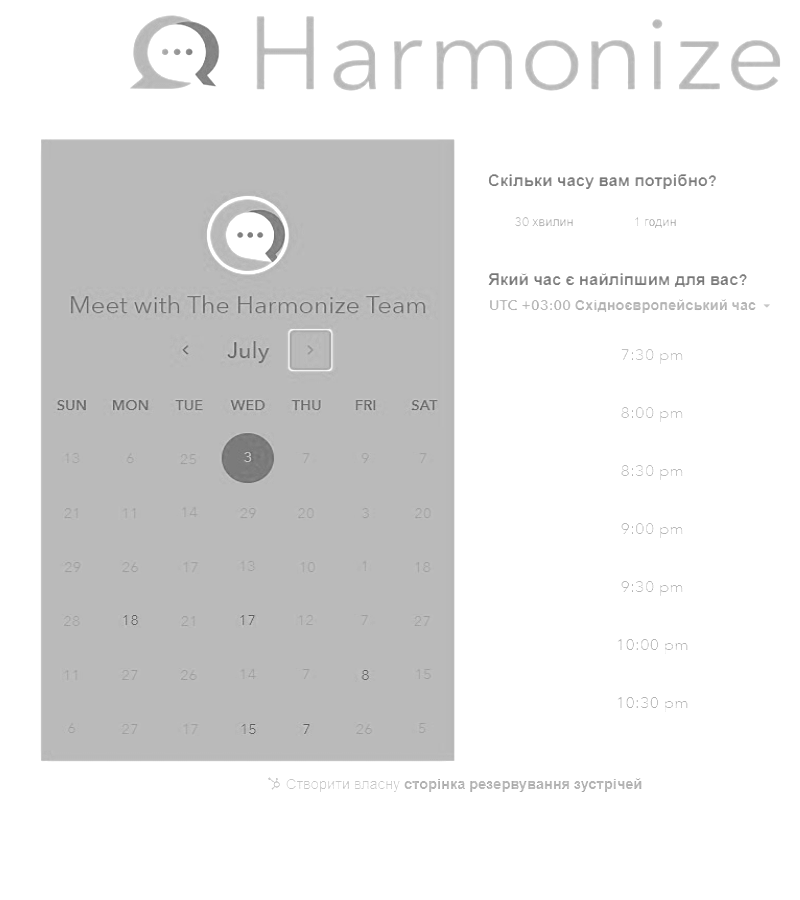 Harmonize
Meet with The Harmonize Team
July
SUN MON TUE WED THU FRI SAT
13 6 25 3 7 9 7
21 11 14 29 20 3 20
29 26 17 13 10 1 18
28 18 21 17 12 7 27
11 27 26 14 7 8 15
6 27 17 15 7 26 5
Скільки часу вам потрібно?
30 хвилин 1 годин
Який час є найліпшим для вас?
UTC +03:00 Східноєвропейський час
7:30 pm
8:00 pm
8:30 pm
9:00 pm
9:30 pm
10:00 pm
10:30 pm
Створити власну сторінка резервування зустрічей